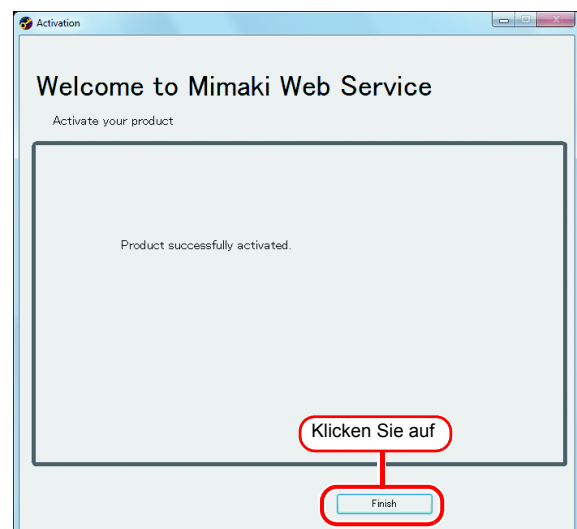 Activation
Welcome to Mimaki Web Service
Activate your product
Product successfully activated.
Klicken Sie auf
Finish